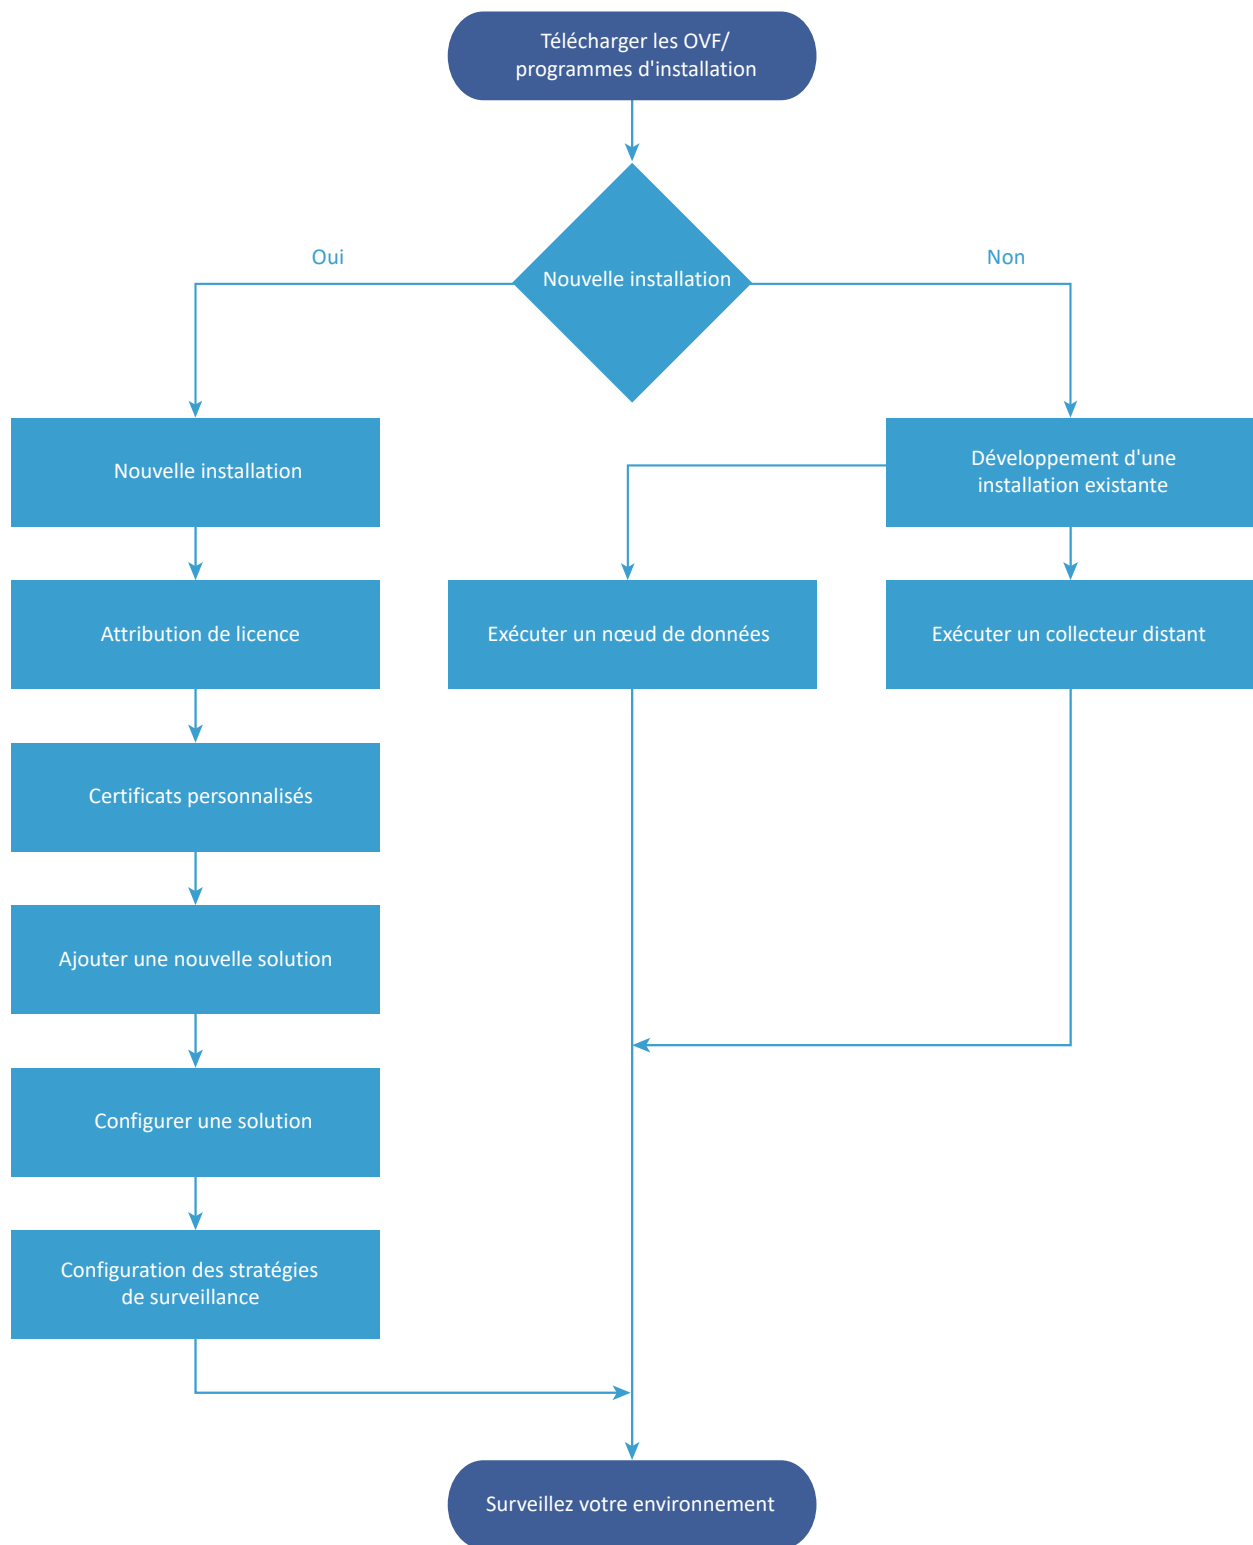 Télécharger les OVF/
programmes d'installation
Oui
Nouvelle installation
Non
Nouvelle installation
Développement d'une
installation existante
Attribution de licence
Exécuter un nœud de données
Exécuter un collecteur distant
Certificats personnalisés
Ajouter une nouvelle solution
Configurer une solution
Configuration des stratégies
de surveillance
Surveillez votre environnement